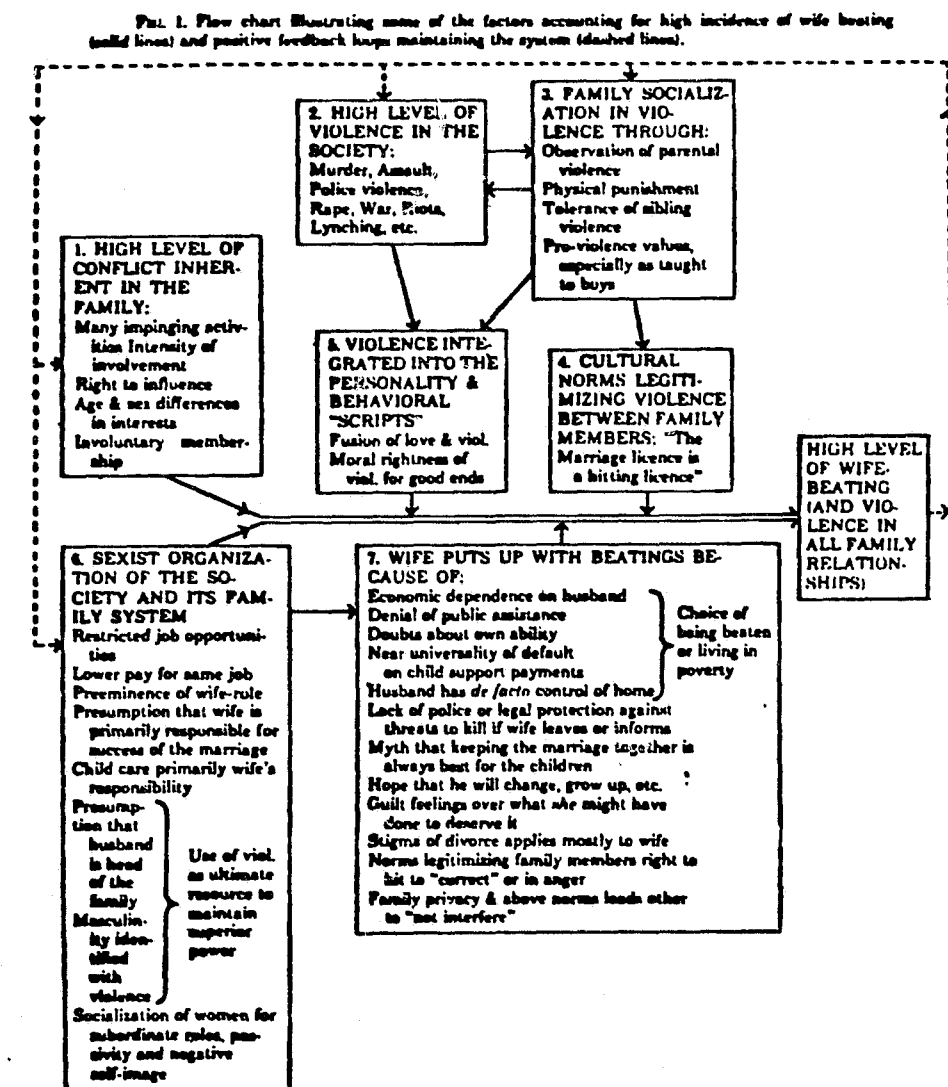 FIG. 1. Flow chart illustrating some of the factors accounting for high incidence of wife beating
(solid lines) and positive feedback loops maintaining the system (dashed lines).
2. HIGH LEVEL OF
VIOLENCE IN THE
SOCIETY:
Murder, Assault,
Police violence,
Rape, War, Riots,
Lynching, etc.
3. FAMILY SOCIALIZ-
ATION IN VIO-
LENCE THROUGH:
Observation of parental
violence
Physical punishment
Tolerance of sibling
violence
Pro-violence values,
especially as taught
to buys
1. HIGH LEVEL OF
CONFLICT INHER-
ENT IN THE
FAMILY:
Many impinging activ-
ities Intensity of
involvement
Right to influence
Age & sex differences
in interests
Involuntary member-
ship
5. VIOLENCE INTE-
GRATED INTO THE
PERSONALITY &
BEHAVIORAL
"SCRIPTS"
Fusion of love & viol.
Moral rightness of
viol. for good ends
4. CULTURAL
NORMS LEGITI-
MIZING VIOLENCE
BETWEEN FAMILY
MEMBERS: "The
Marriage licence is
a hitting licence"
HIGH LEVEL
OF WIFE-
BEATING
(AND VIO-
LENCE IN
ALL FAMILY
RELATION-
SHIPS)
6. SEXIST ORGANIZA-
TION OF THE SO-
CIETY AND ITS FAM-
ILY SYSTEM
Restricted job opportuni-
ties
Lower pay for same job
Preeminence of wife-rule
Presumption that wife is
primarily responsible for
success of the marriage
Child care primarily wife's
responsibility
Presump-
tion that
husband
is head
of the
family
Masculin-
ity iden-
tified
with
violence
Use of viol.
as ultimate
resource to
maintain
superior
power
Socialization of women for
subordinate roles, pas-
sivity and negative
self-image
7. WIFE PUTS UP WITH BEATINGS BE-
CAUSE OF:
Economic dependence on husband
Denial of public assistance
Doubts about own ability
Near universality of default
on child support payments
Husband has de facto control of home
Choice of
being beaten
or living in
poverty
Lack of police or legal protection against
threats to kill if wife leaves or informs
Myth that keeping the marriage together is
always best for the children
Hope that he will change, grow up, etc.
Guilt feelings over what she might have
done to deserve it
Stigma of divorce applies mostly to wife
Norms legitimizing family members right to
hit to "correct" or in anger
Family privacy & above norm leads other
to "not interfere"